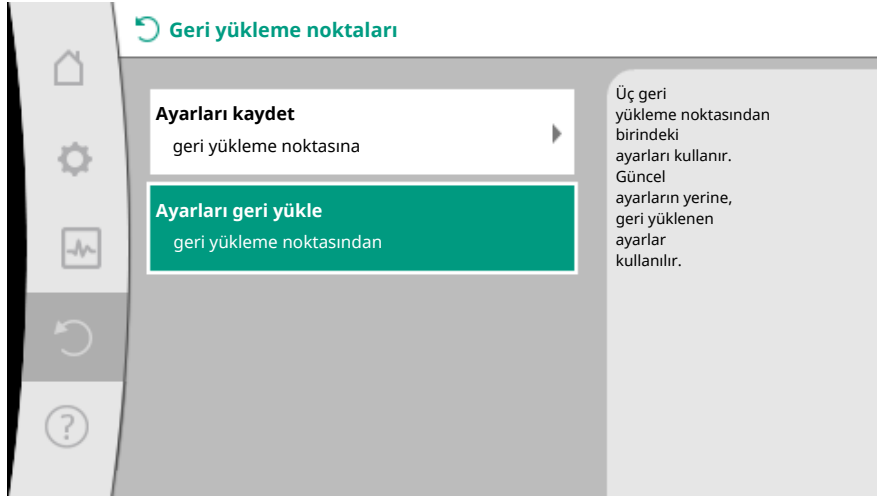 Geri yükleme noktaları
Ayarları kaydet
geri yükleme noktasına
Ayarları geri yükle
geri yükleme noktasından
Üç geri
yükleme noktasından
birindeki
ayarları kullanır.
Güncel
ayarların yerine,
geri yüklenen
ayarlar
kullanılır.